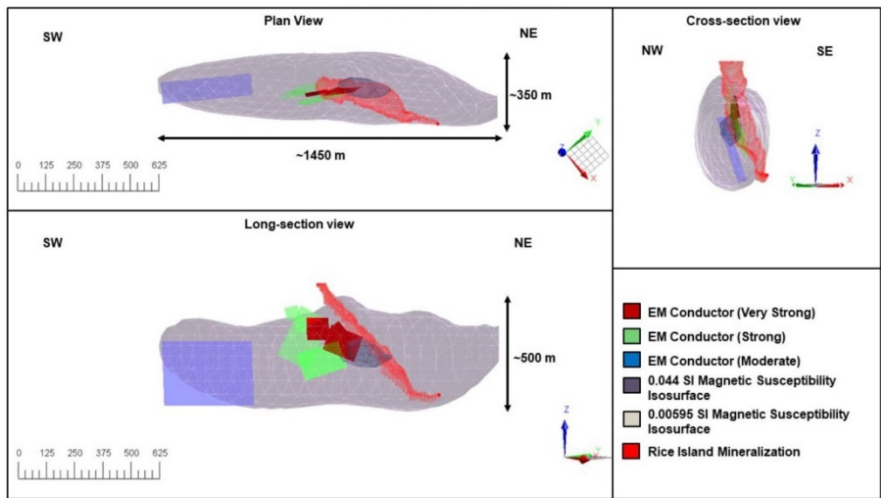 Plan View
SW
NE
~350 m
~1450 m
0 125 250 375 500 625
Z
Y
X
Cross-section view
NW
SE
Z
Y
X
Long-section view
SW
NE
~500 m
0 125 250 375 500 625
Z
Y
EM Conductor (Very Strong)
EM Conductor (Strong)
EM Conductor (Moderate)
0.044 SI Magnetic Susceptibility
Isosurface
0.00595 SI Magnetic Susceptibility
Isosurface
Rice Island Mineralization